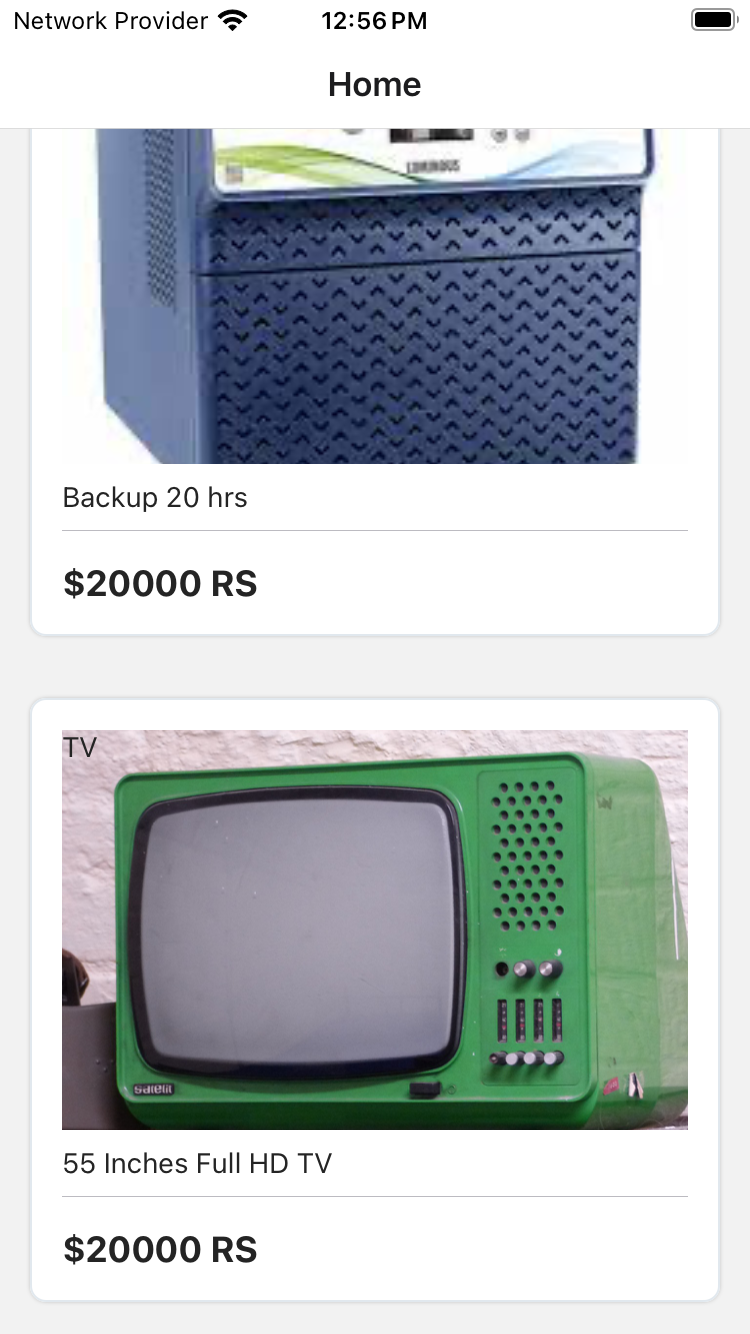 Network Provider 12:56 PM
Home
LUMINOUS
Backup 20 hrs
$20000 RS
TV
satelit
55 Inches Full HD TV
$20000 RS